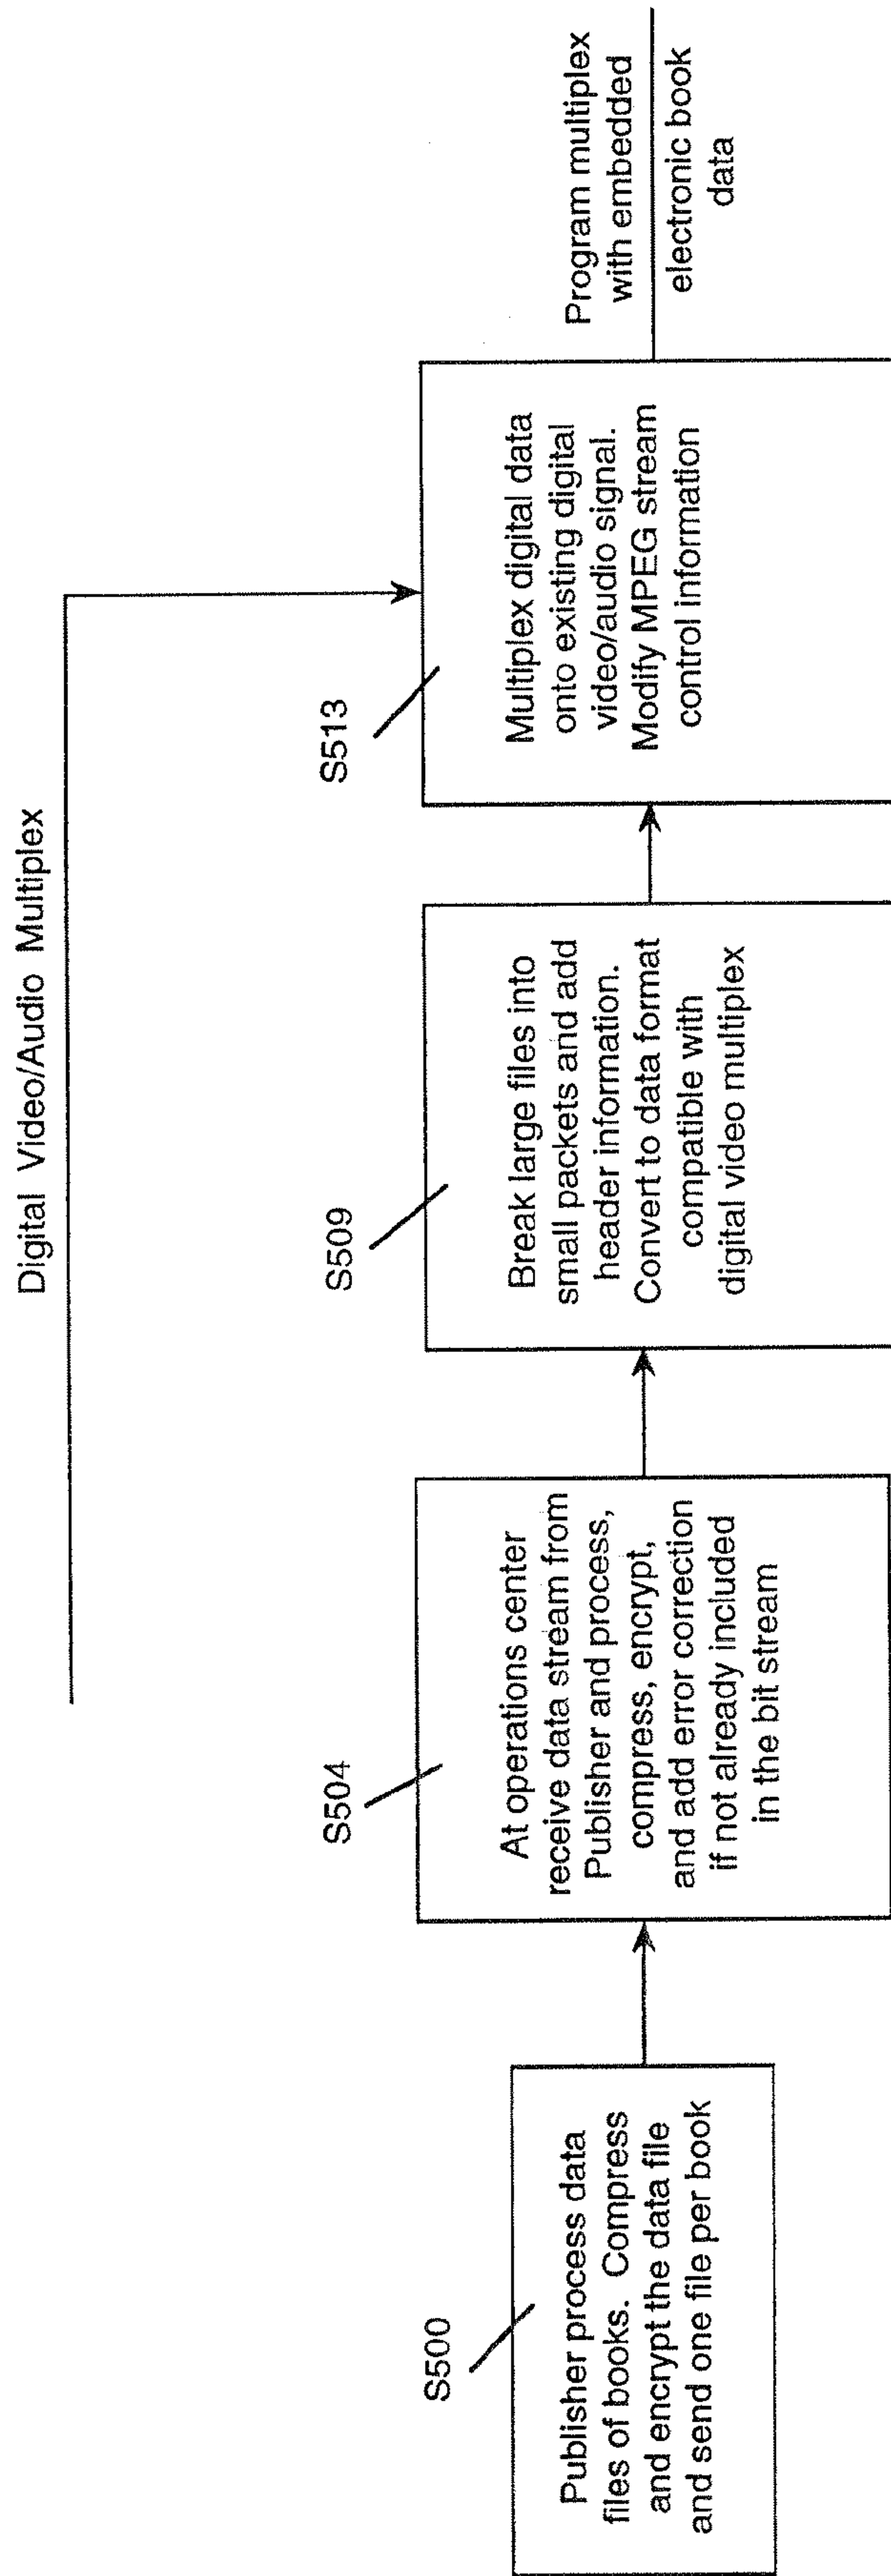 Digital Video/Audio Multiplex
S500
Publisher process data
files of books. Compress
and encrypt the data file
and send one file per book
S504
At operations center
receive data stream from
Publisher and process,
compress, encrypt,
and add error correction
if not already included
in the bit stream
S509
Break large files into
small packets and add
header information.
Convert to data format
compatible with
digital video multiplex
S513
Multiplex digital data
onto existing digital
video/audio signal.
Modify MPEG stream
control information
Program multiplex
with embedded
electronic book
data